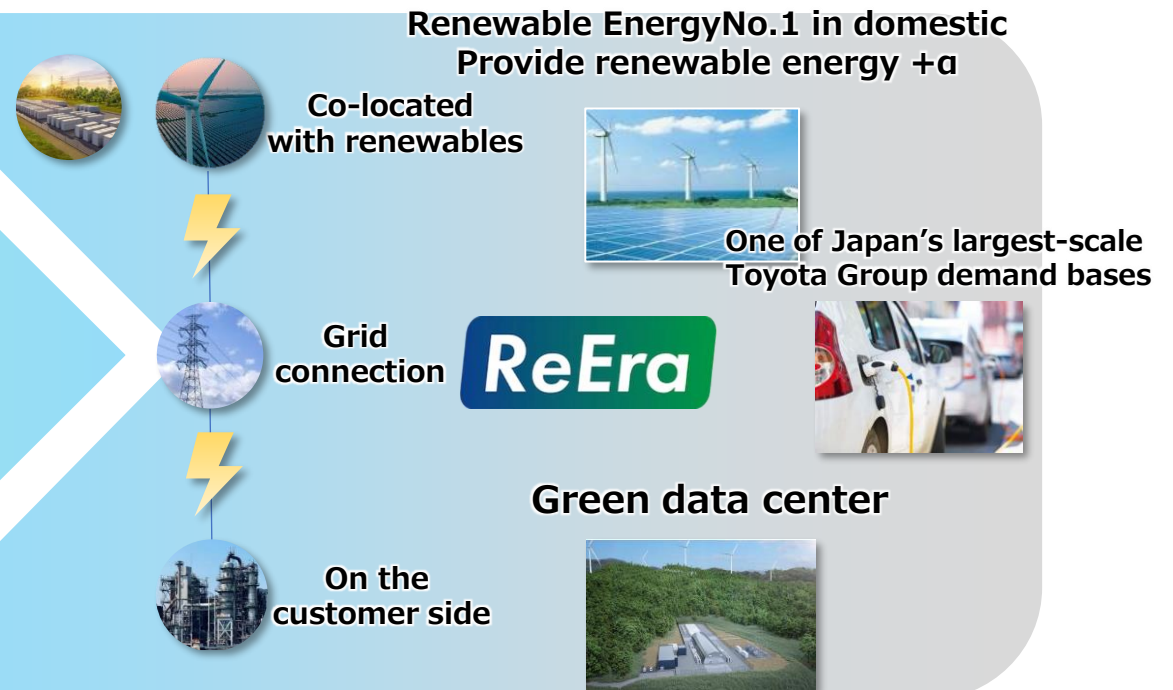 Renewable EnergyNo.1 in domestic
Provide renewable energy +α
Co-located
with renewables
One of Japan’s largest-scale
Toyota Group demand bases
Grid
connection
ReEra
Green data center
On the
customer side